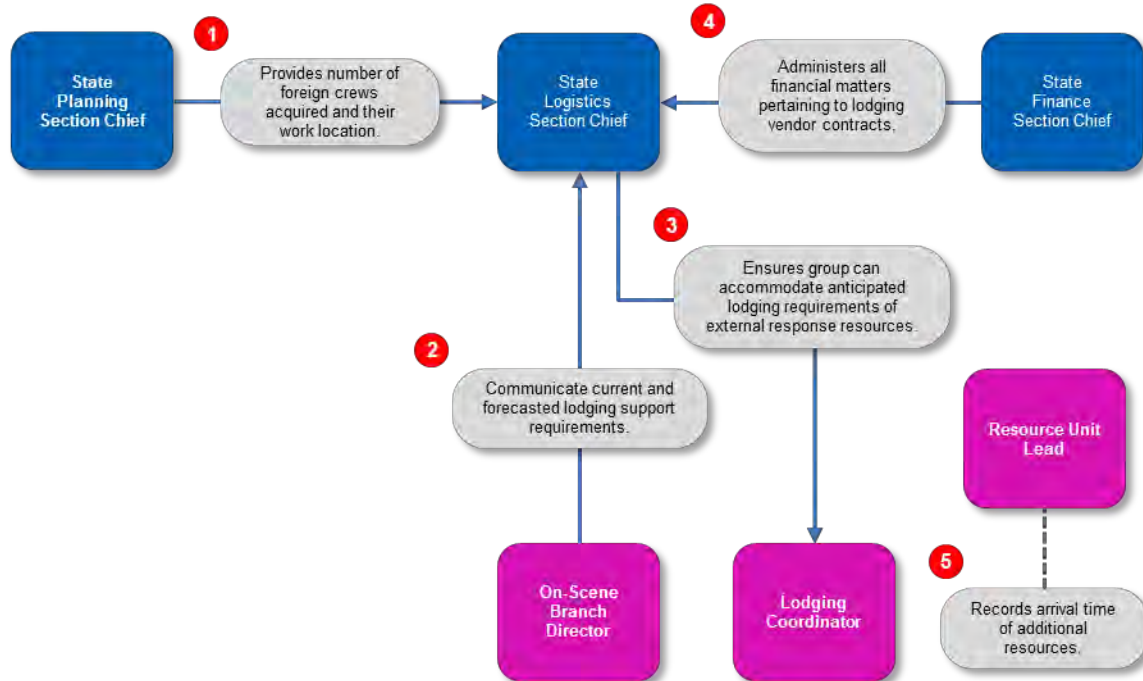 1
State
Planning
Section Chief
Provides number of
foreign crews
acquired and their
work location.
State
Logistics
Section Chief
4
Administers all
financial matters
pertaining to lodging
vendor contracts.
State
Finance
Section Chief
3
Ensures group can
accommodate anticipated
lodging requirements of
external response resources.
2
Communicate current and
forecasted lodging support
requirements.
Resource Unit
Lead
On-Scene
Branch
Director
Lodging
Coordinator
5
Records arrival time
of additional
resources.